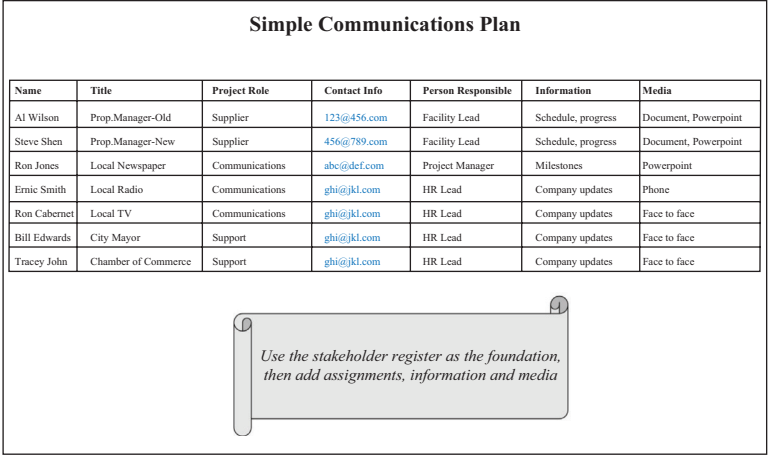 Simple Communications Plan
Name Title Project Role Contact Info Person Responsible Information Media
Al Wilson Prop.Manager-Old Supplier 123@456.com Facility Lead Schedule, progress Document, Powerpoint
Steve Shen Prop.Manager-New Supplier 456@789.com Facility Lead Schedule, progress Document, Powerpoint
Ron Jones Local Newspaper Communications abc@def.com Project Manager Milestones Powerpoint
Ernic Smith Local Radio Communications ghi@jkl.com HR Lead Company updates Phone
Ron Cabernet Local TV Communications ghi@jkl.com HR Lead Company updates Face to face
Bill Edwards City Mayor Support ghi@jkl.com HR Lead Company updates Face to face
Tracey John Chamber of Commerce Support ghi@jkl.com HR Lead Company updates Face to face
Use the stakeholder register as the foundation,
then add assignments, information and media